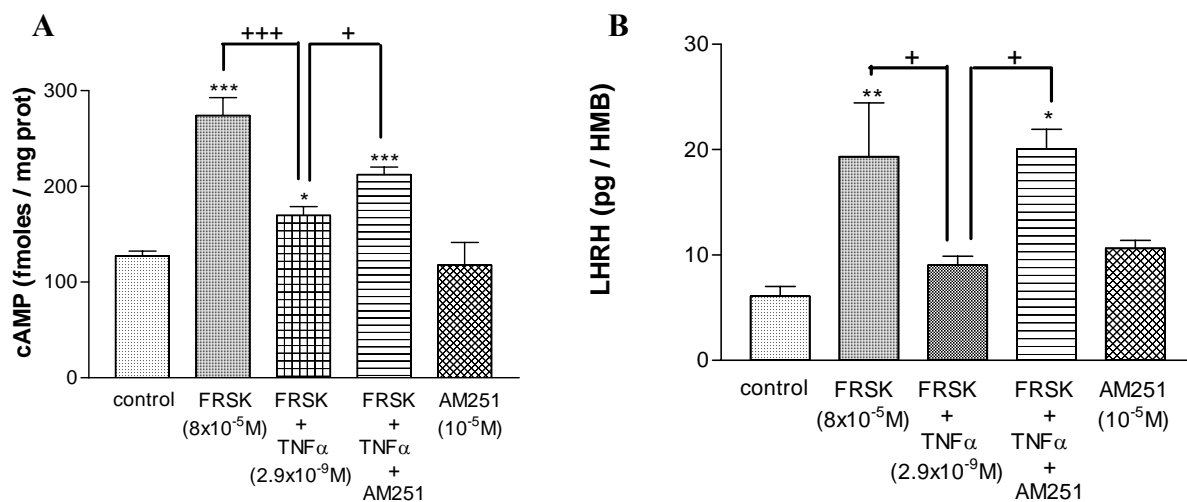 A
+++
+
cAMP (fmoles / mg prot)
300
200
100
0
***
*
***
control
FRSK
(8x10⁻⁵M)
FRSK
+
TNFα
(2.9x10⁻⁹M)
FRSK
+
TNFα
+
AM251
AM251
(10⁻⁵M)
B
+
+
LHRH (pg / HMB)
30
20
10
0
**
*
control
FRSK
(8x10⁻⁵M)
FRSK
+
TNFα
(2.9x10⁻⁹M)
FRSK
+
TNFα
+
AM251
AM251
(10⁻⁵M)